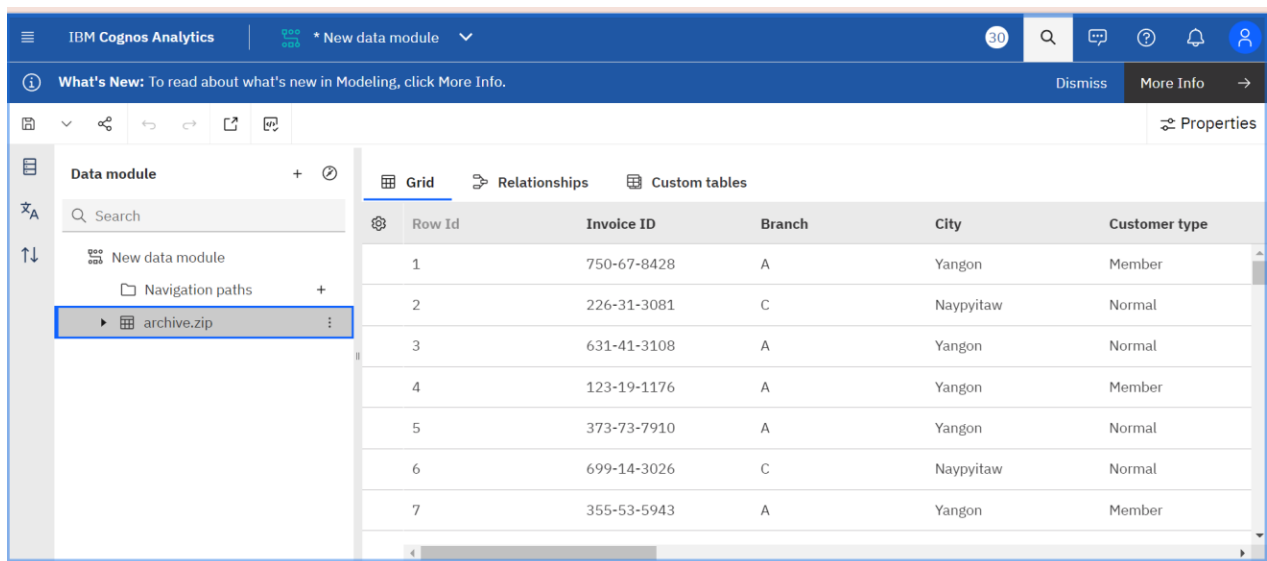 IBM Cognos Analytics * New data module 30
What's New: To read about what's new in Modeling, click More Info. Dismiss More Info
Properties
Data module
Search
New data module
Navigation paths
archive.zip
Grid Relationships Custom tables
Row Id Invoice ID Branch City Customer type
1 750-67-8428 A Yangon Member
2 226-31-3081 C Naypyitaw Normal
3 631-41-3108 A Yangon Normal
4 123-19-1176 A Yangon Member
5 373-73-7910 A Yangon Normal
6 699-14-3026 C Naypyitaw Normal
7 355-53-5943 A Yangon Member